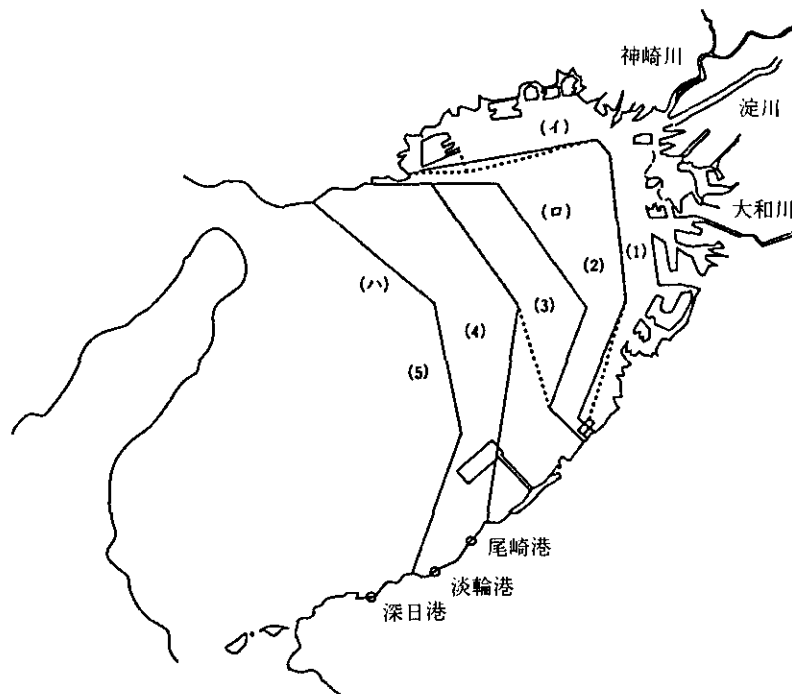 神崎川
淀川
(イ)
大和川
(ロ)
(1)
(2)
(ハ)
(3)
(4)
(5)
尾崎港
淡輪港
深日港